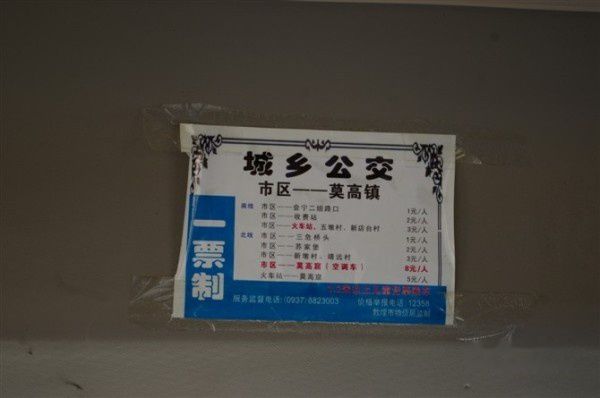 城乡公交
市区——莫高镇
一票制
南线 市区——会宁二组路口 1元/人
市区——收费站 2元/人
市区——火车站、五墩村、新店台村 3元/人
北线 市区——三危桥头 1元/人
市区——苏家堡 2元/人
市区——新墩村、靖远村 3元/人
市区——莫高窟（空调车） 8元/人
火车站——莫高窟 5元/人
服务监督电话:(0937) 8823003 价格举报电话 12358
敦煌市物价局监制